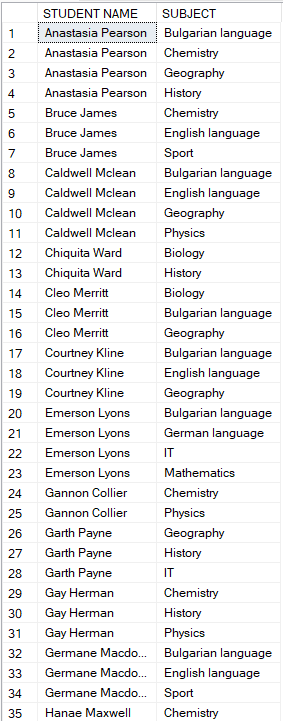 STUDENT NAME SUBJECT
1 Anastasia Pearson Bulgarian language
2 Anastasia Pearson Chemistry
3 Anastasia Pearson Geography
4 Anastasia Pearson History
5 Bruce James Chemistry
6 Bruce James English language
7 Bruce James Sport
8 Caldwell Mclean Bulgarian language
9 Caldwell Mclean English language
10 Caldwell Mclean Geography
11 Caldwell Mclean Physics
12 Chiquita Ward Biology
13 Chiquita Ward History
14 Cleo Merritt Biology
15 Cleo Merritt Bulgarian language
16 Cleo Merritt Geography
17 Courtney Kline Bulgarian language
18 Courtney Kline English language
19 Courtney Kline Geography
20 Emerson Lyons Bulgarian language
21 Emerson Lyons German language
22 Emerson Lyons IT
23 Emerson Lyons Mathematics
24 Gannon Collier Chemistry
25 Gannon Collier Physics
26 Garth Payne Geography
27 Garth Payne History
28 Garth Payne IT
29 Gay Herman Chemistry
30 Gay Herman History
31 Gay Herman Physics
32 Germane Macdo... Bulgarian language
33 Germane Macdo... English language
34 Germane Macdo... Sport
35 Hanae Maxwell Chemistry